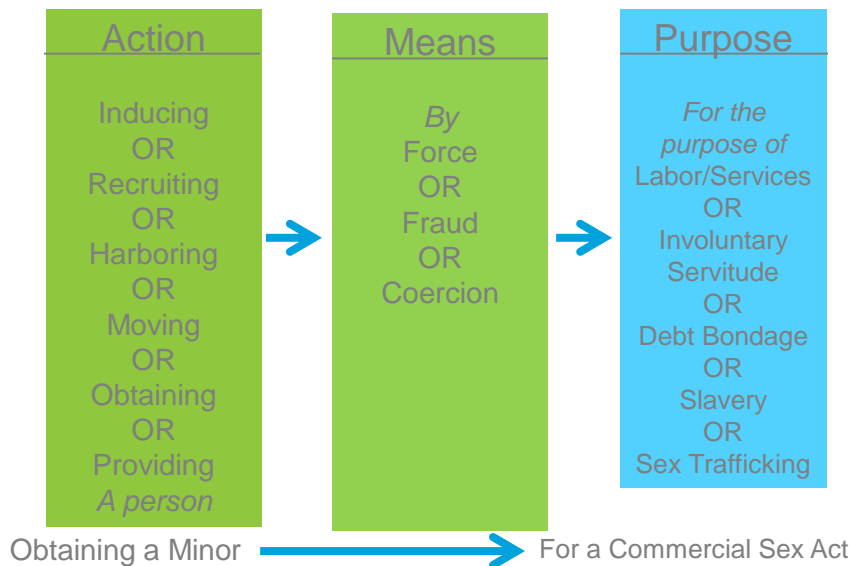 Action
Inducing
OR
Recruiting
OR
Harboring
OR
Moving
OR
Obtaining
OR
Providing
A person
Means
By
Force
OR
Fraud
OR
Coercion
Purpose
For the
purpose of
Labor/Services
OR
Involuntary
Servitude
OR
Debt Bondage
OR
Slavery
OR
Sex Trafficking
Obtaining a Minor
For a Commercial Sex Act